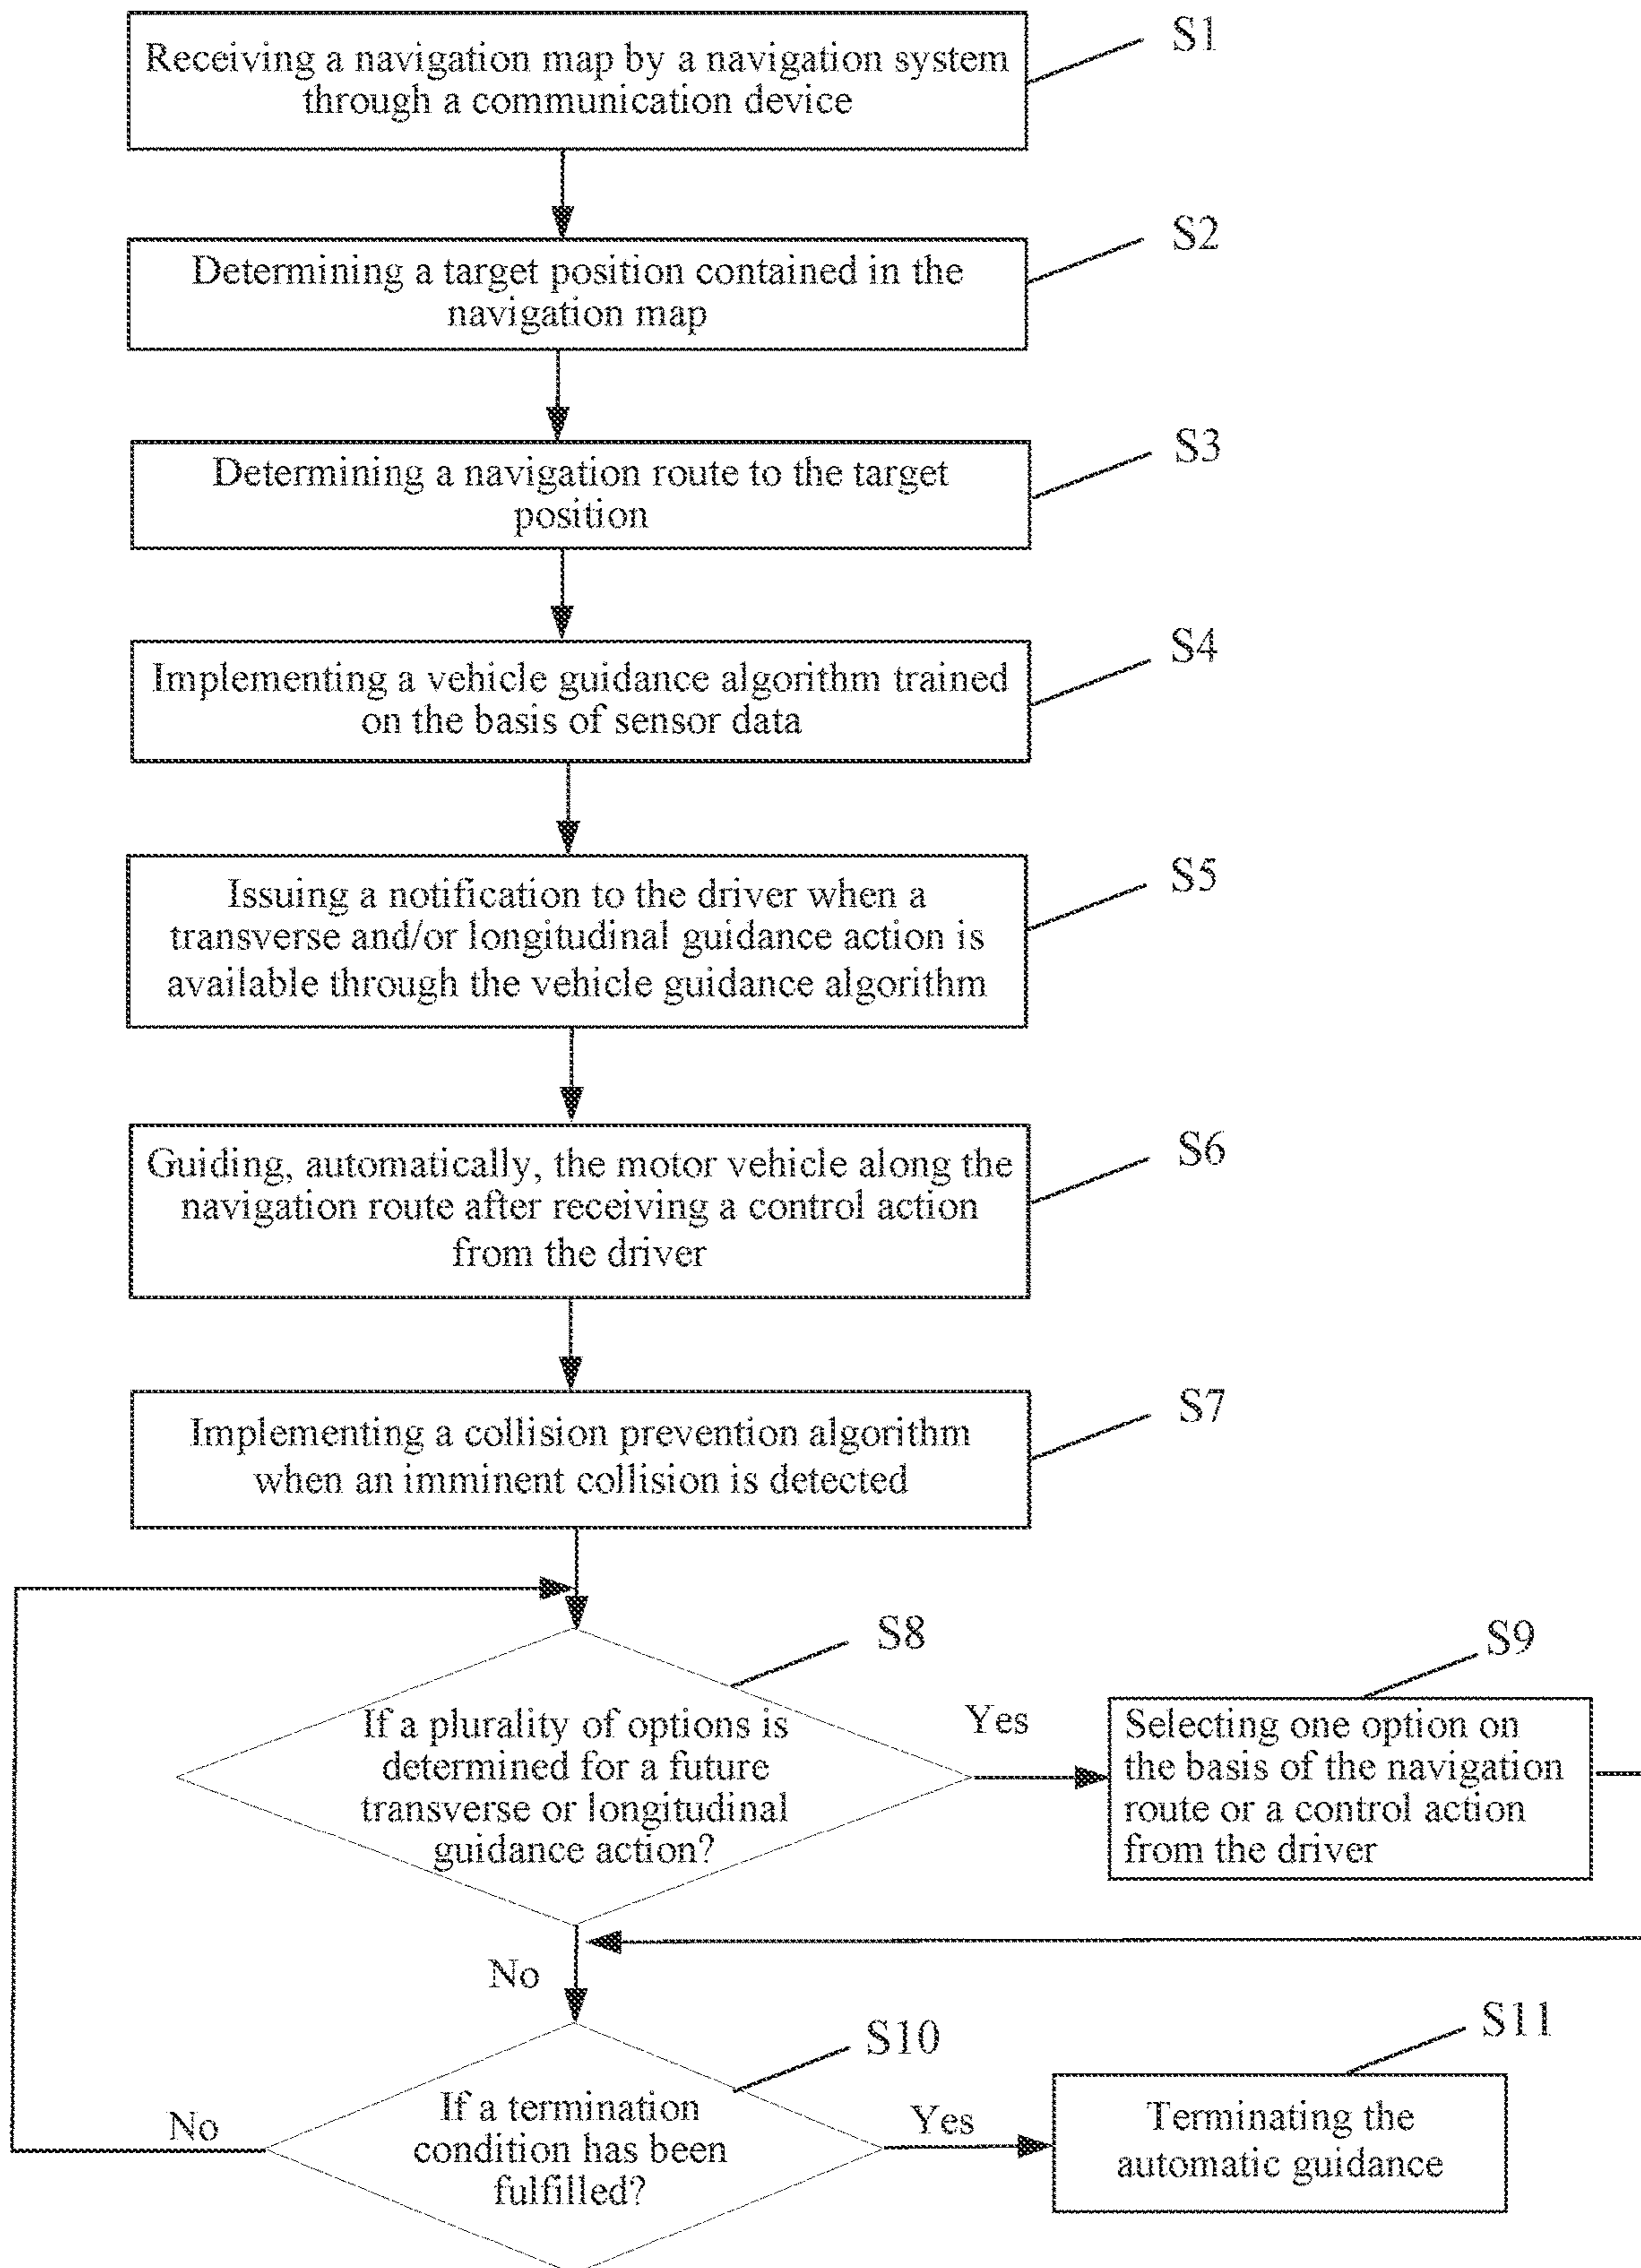 Receiving a navigation map by a navigation system
through a communication device
S1
Determining a target position contained in the
navigation map
S2
Determining a navigation route to the target
position
S3
Implementing a vehicle guidance algorithm trained
on the basis of sensor data
S4
Issuing a notification to the driver when a
transverse and/or longitudinal guidance action is
available through the vehicle guidance algorithm
S5
Guiding, automatically, the motor vehicle along the
navigation route after receiving a control action
from the driver
S6
Implementing a collision prevention algorithm
when an imminent collision is detected
S7
S8
If a plurality of options is
determined for a future
transverse or longitudinal
guidance action?
Yes
S9
Selecting one option on
the basis of the navigation
route or a control action
from the driver
No
S10
If a termination
condition has been
fulfilled?
No
Yes
S11
Terminating the
automatic guidance